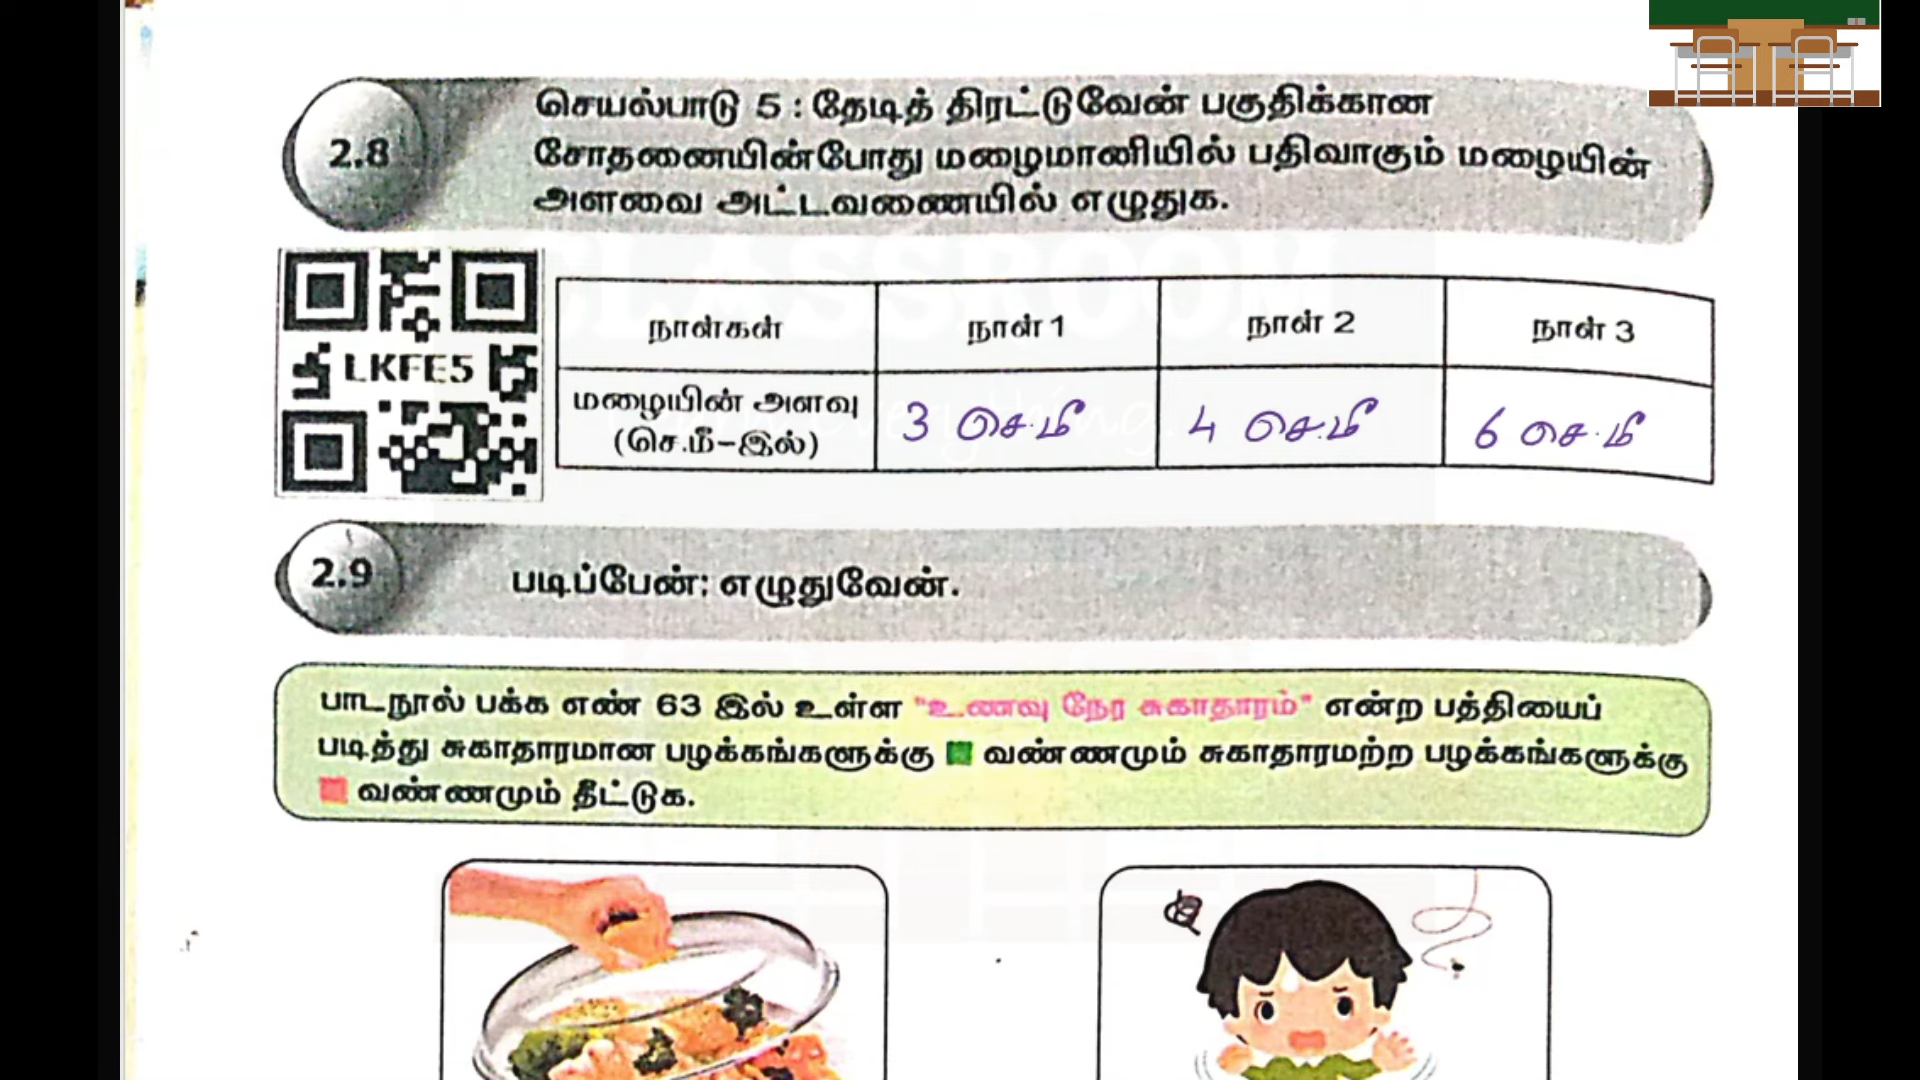 2.8
செயல்பாடு 5 : தேடித் திரட்டுவேன் பகுதிக்கான
சோதனையின்போது மழைமானியில் பதிவாகும் மழையின்
அளவை அட்டவணையில் எழுதுக.
LKFE5
நாள்கள் நாள் 1 நாள் 2 நாள் 3
மழையின் அளவு
(செ.மீ-இல்) 3 செ.மீ 4 செ.மீ 6 செ.மீ
2.9 படிப்பேன்; எழுதுவேன்.
பாடநூல் பக்க எண் 63 இல் உள்ள "உணவு நேர சுகாதாரம்" என்ற பத்தியைப்
படித்து சுகாதாரமான பழக்கங்களுக்கு வண்ணமும் சுகாதாரமற்ற பழக்கங்களுக்கு
வண்ணமும் தீட்டுக.